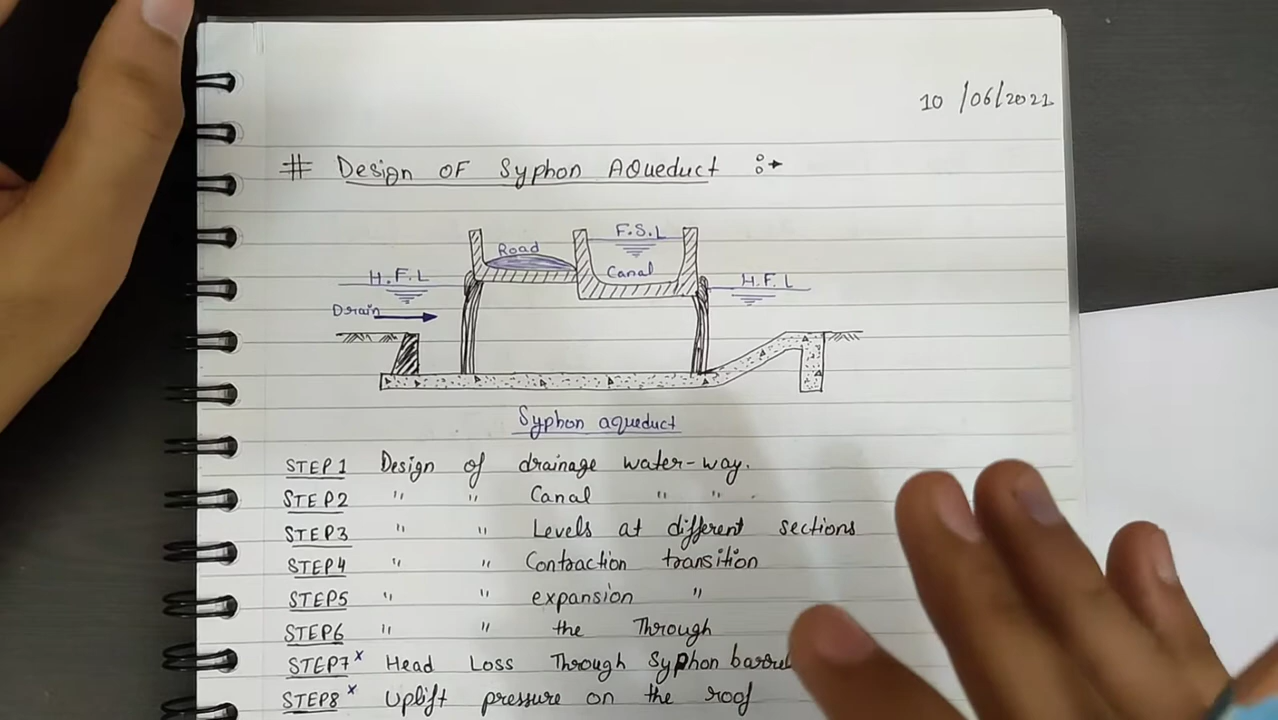 10/06/2021
# Design OF Syphon AQueduct :→
F.S.L
Road
H.F.L
Canal
H.F.L
Drain
Syphon aqueduct
STEP1 Design of drainage water-way.
STEP2 " " Canal " " .
STEP3 " " Levels at different sections
STEP4 " " Contraction transition
STEP5 " " expansion "
STEP6 " " the Through
STEP7* Head Loss Through Syphon barrel
STEP8* Uplift pressure on the roof